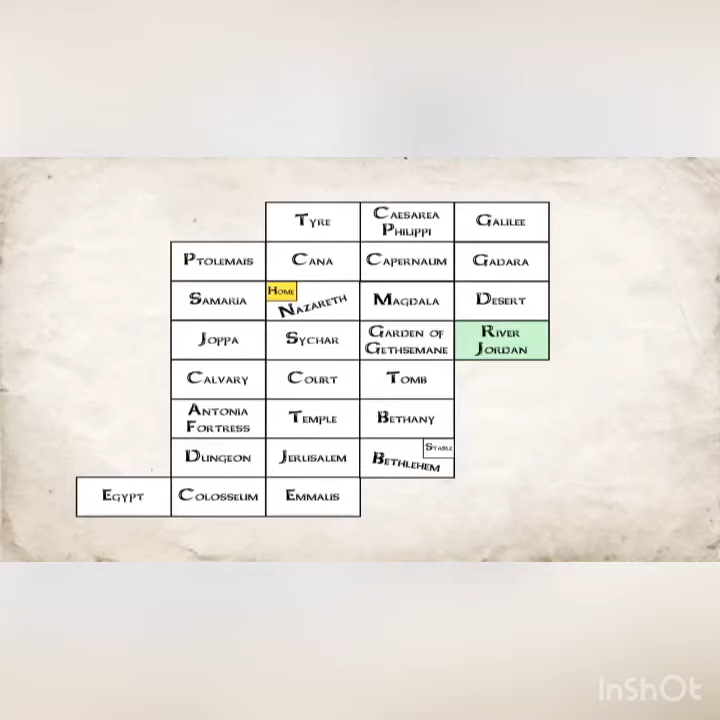 TYRE
CAESAREA
PHILIPPI
GALILEE
PTOLEMAIS
CANA
CAPERNAUM
GADARA
SAMARIA
HOME
NAZARETH
MAGDALA
DESERT
JOPPA
SYCHAR
GARDEN OF
GETHSEMANE
RIVER
JORDAN
CALVARY
COURT
TOMB
ANTONIA
FORTRESS
TEMPLE
BETHANY
DUNGEON
JERUSALEM
STABLE
BETHLEHEM
EGYPT
COLOSSEUM
EMMAUS
InShOt